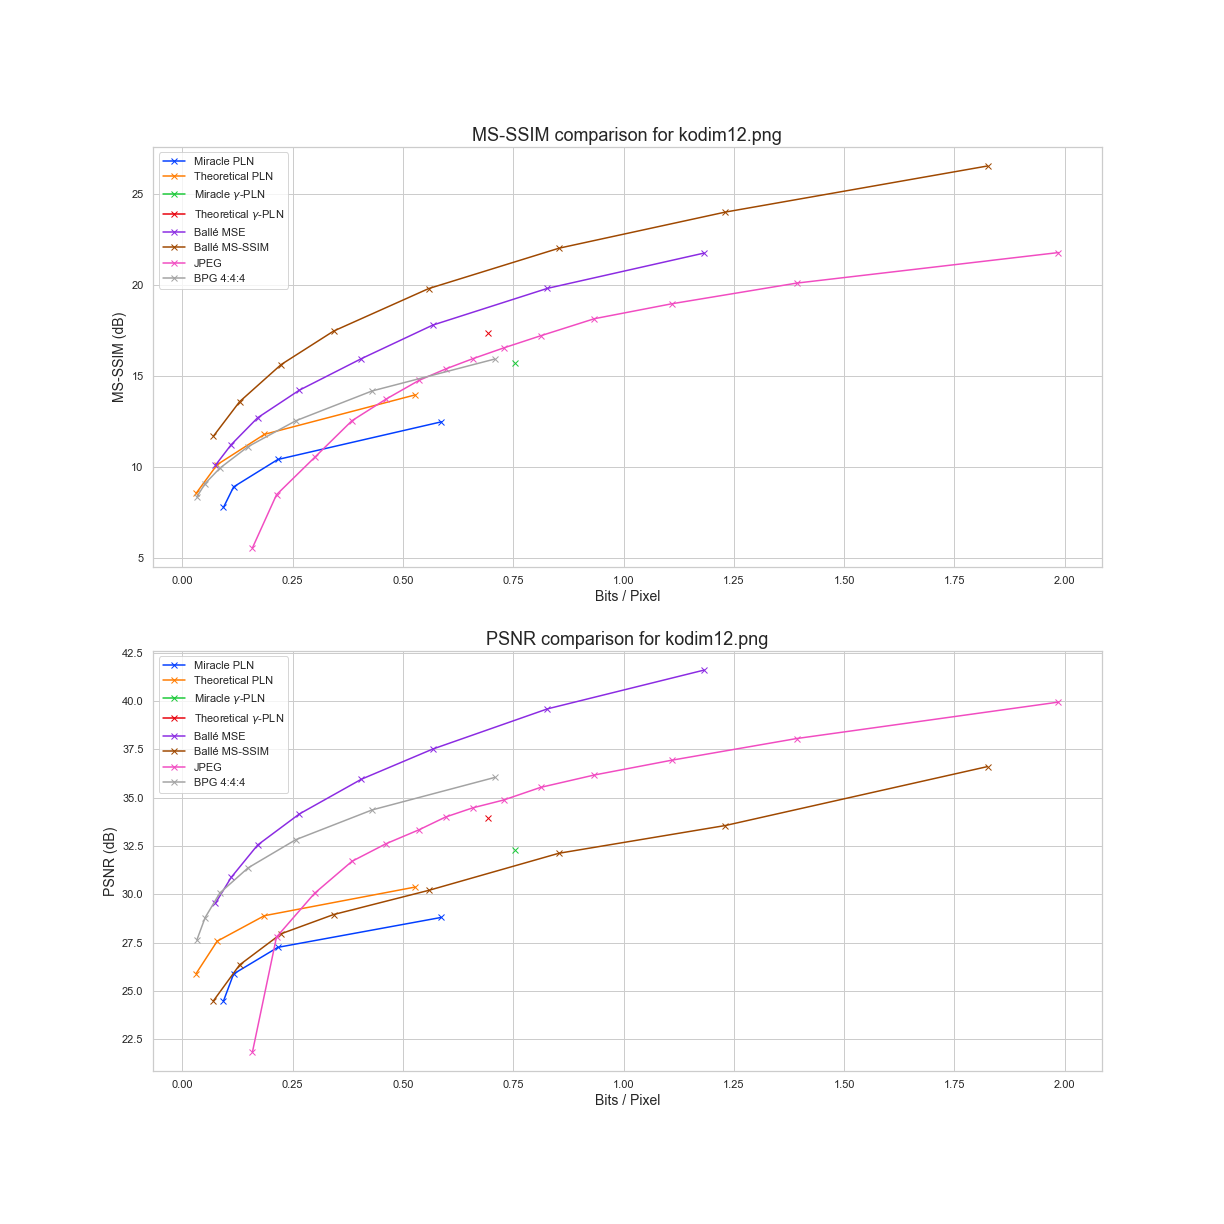 MS-SSIM comparison for kodim12.png
Miracle PLN
Theoretical PLN
Miracle γ-PLN
Theoretical γ-PLN
Ballé MSE
Ballé MS-SSIM
JPEG
BPG 4:4:4
MS-SSIM (dB)
25
20
15
10
5
0.00 0.25 0.50 0.75 1.00 1.25 1.50 1.75 2.00
Bits / Pixel
PSNR comparison for kodim12.png
Miracle PLN
Theoretical PLN
Miracle γ-PLN
Theoretical γ-PLN
Ballé MSE
Ballé MS-SSIM
JPEG
BPG 4:4:4
PSNR (dB)
42.5
40.0
37.5
35.0
32.5
30.0
27.5
25.0
22.5
0.00 0.25 0.50 0.75 1.00 1.25 1.50 1.75 2.00
Bits / Pixel